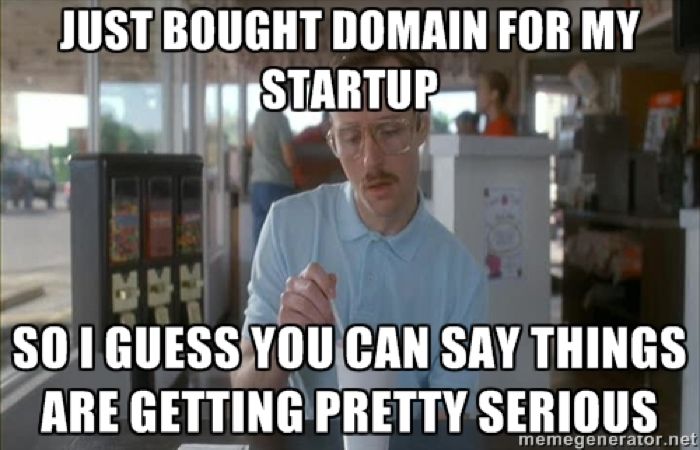 JUST BOUGHT DOMAIN FOR MY
STARTUP
SO I GUESS YOU CAN SAY THINGS
ARE GETTING PRETTY SERIOUS
memegenerator.net